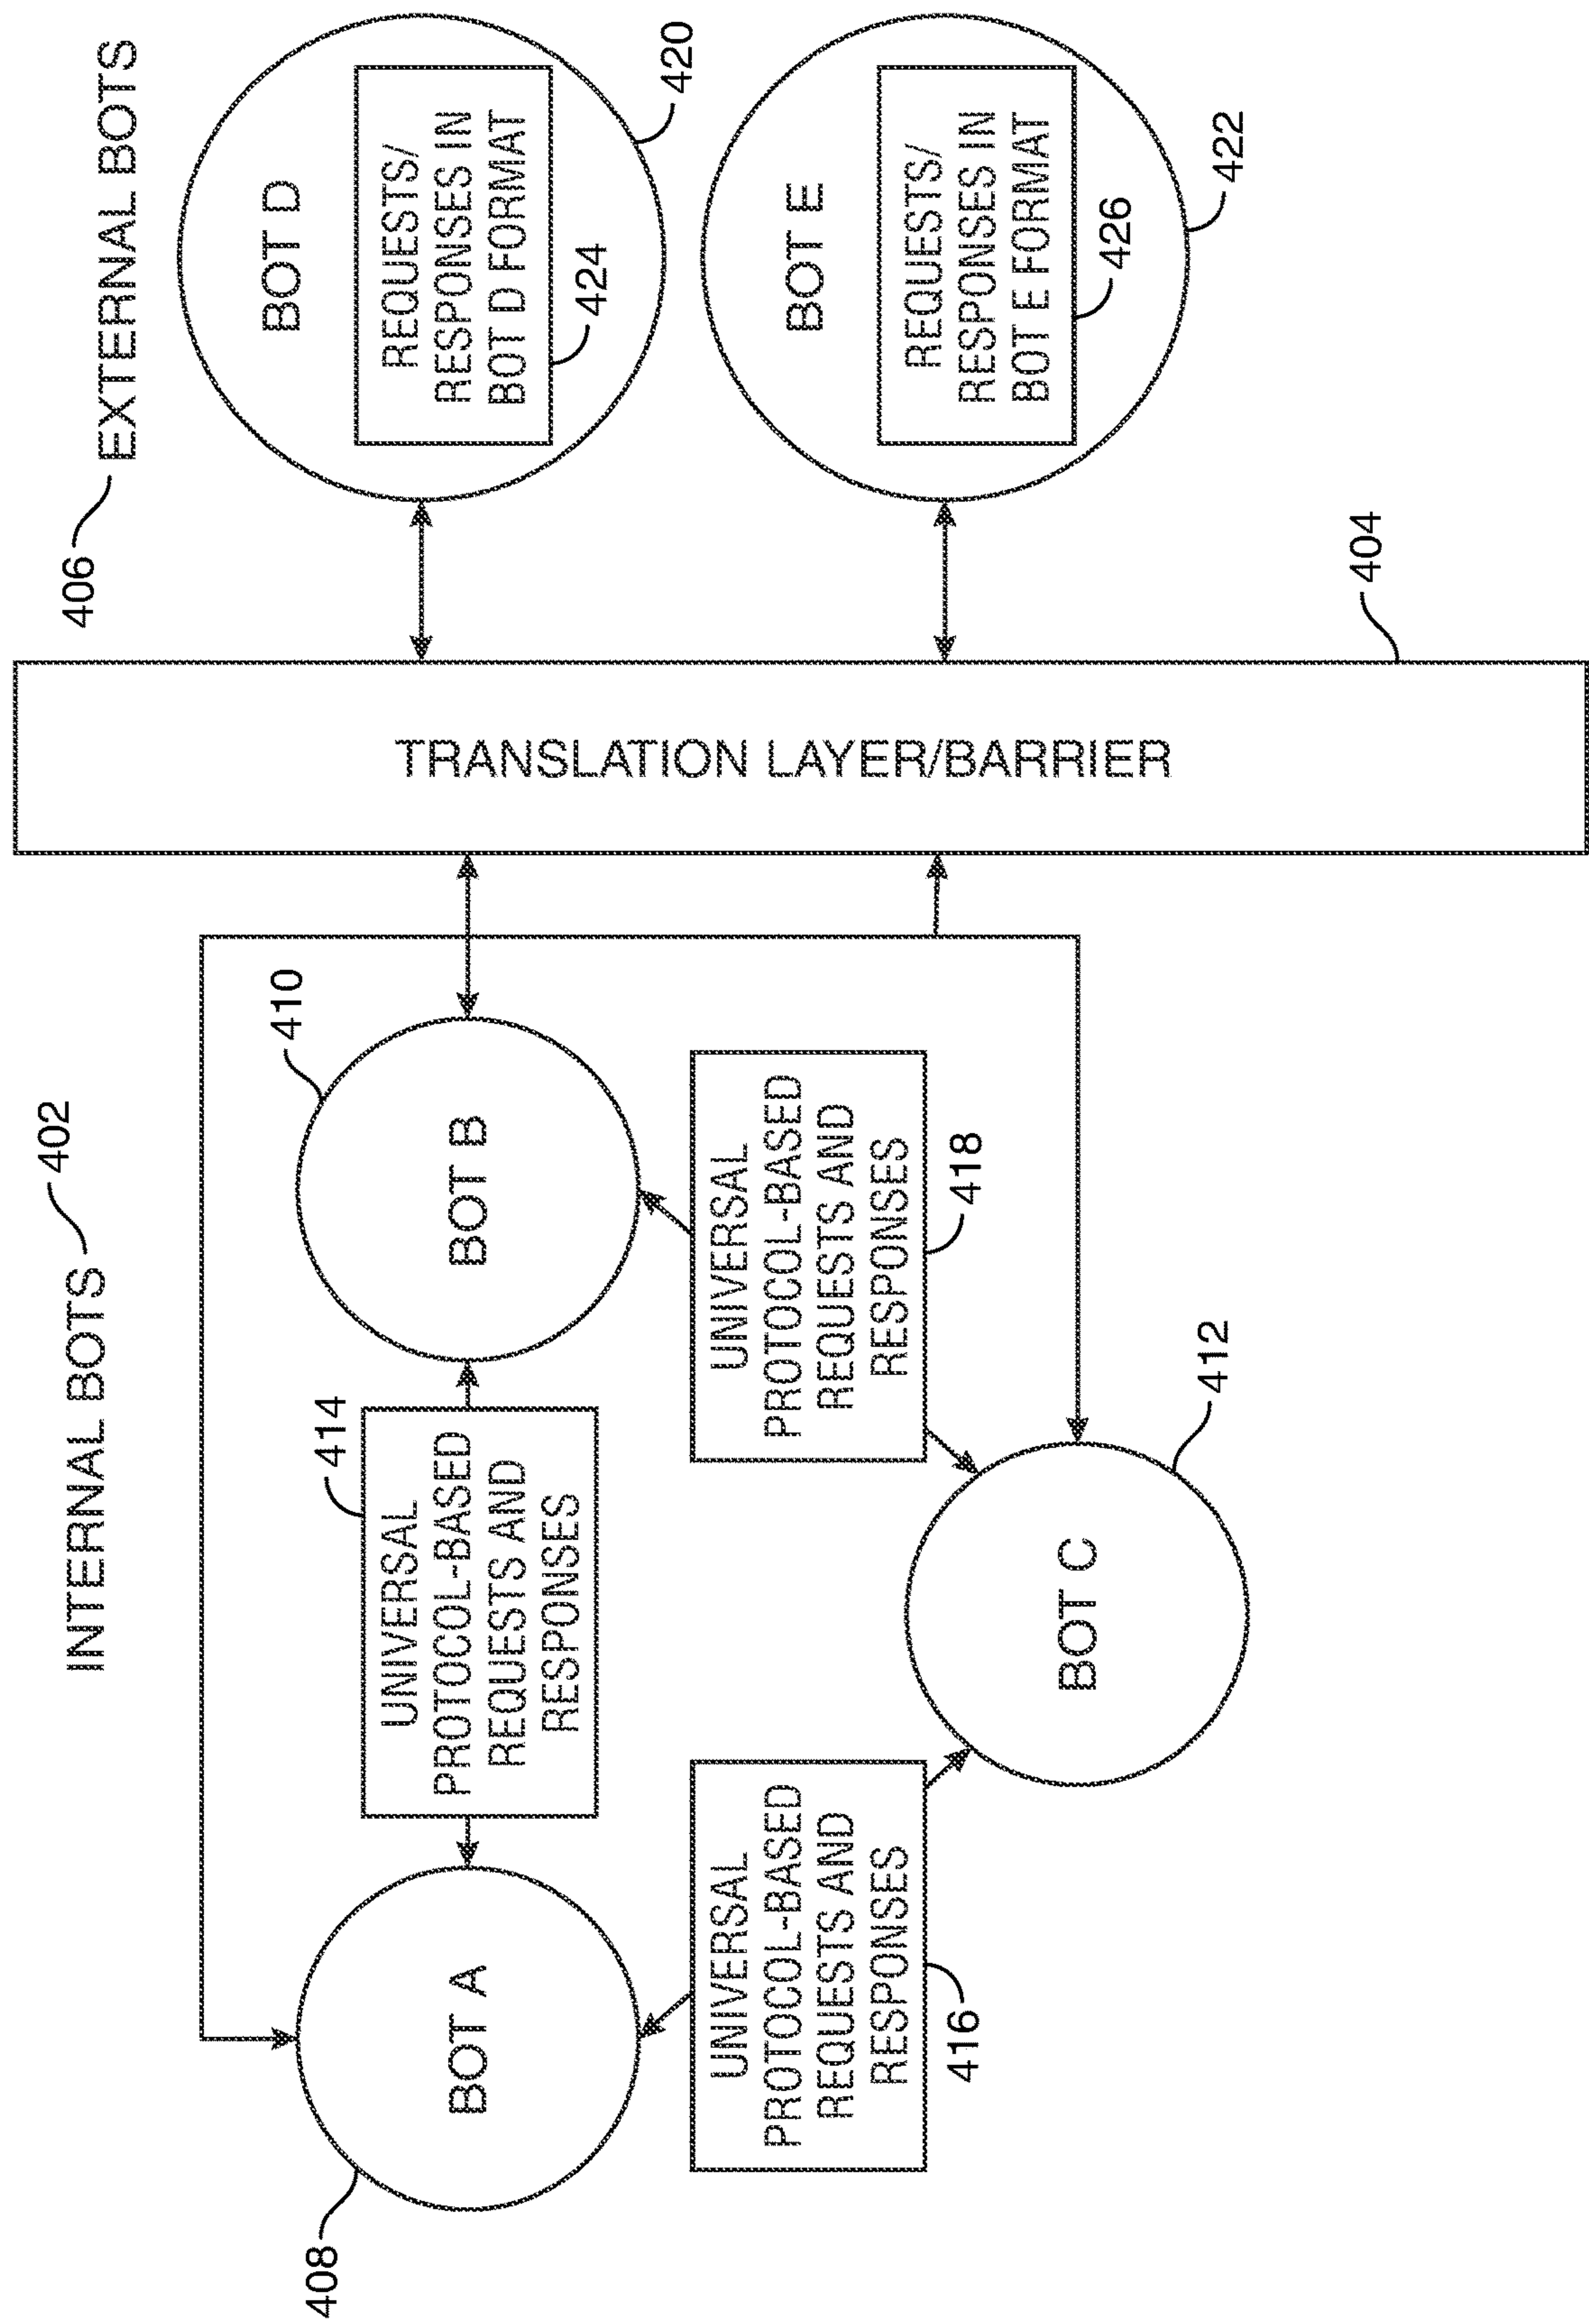 INTERNAL BOTS
402
406
EXTERNAL BOTS
408
BOT A
414
UNIVERSAL
PROTOCOL-BASED
REQUESTS AND
RESPONSES
410
BOT B
416
UNIVERSAL
PROTOCOL-BASED
REQUESTS AND
RESPONSES
418
UNIVERSAL
PROTOCOL-BASED
REQUESTS AND
RESPONSES
BOT C
412
TRANSLATION LAYER/BARRIER
404
BOT D
REQUESTS/
RESPONSES IN
BOT D FORMAT
424
420
BOT E
REQUESTS/
RESPONSES IN
BOT E FORMAT
426
422